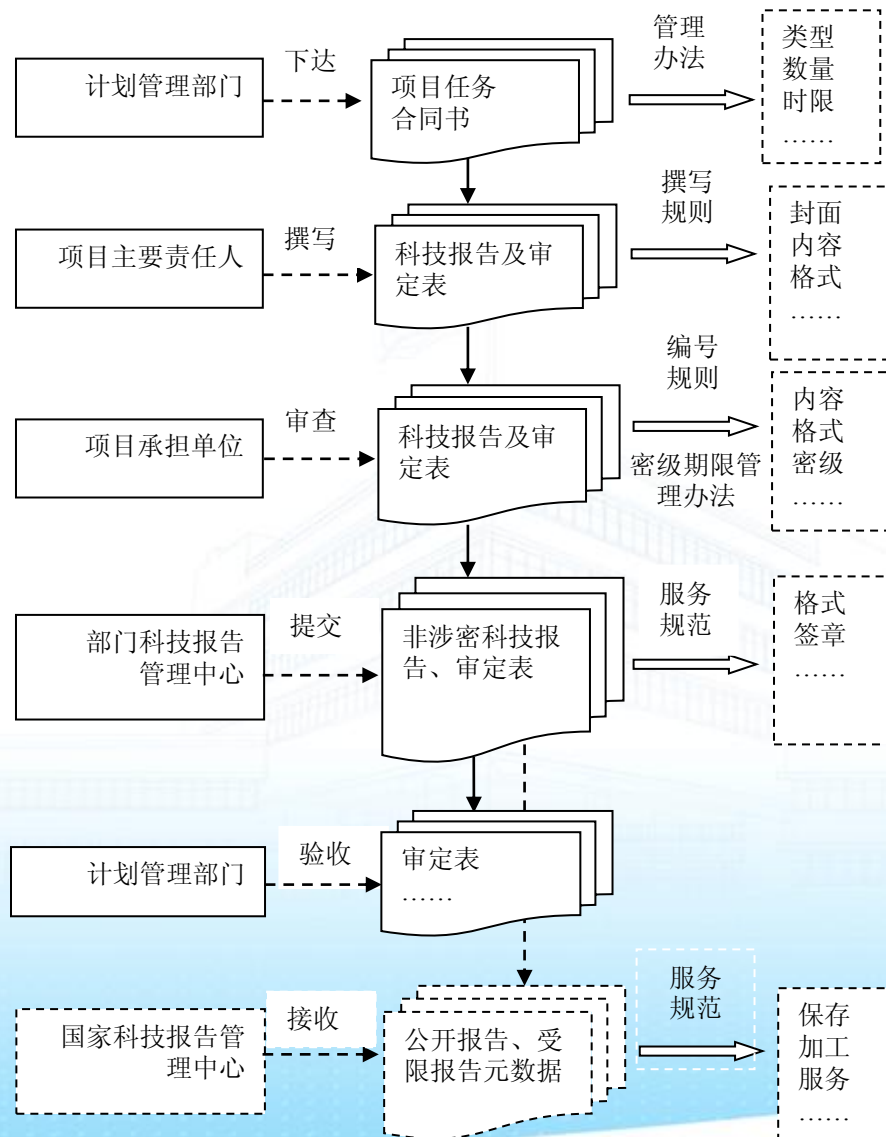 计划管理部门
下达
项目任务
合同书
管理
办法
类型
数量
时限
……
项目主要责任人
撰写
科技报告及审
定表
撰写
规则
封面
内容
格式
……
项目承担单位
审查
科技报告及审
定表
编号
规则
密级期限管
理办法
内容
格式
密级
……
部门科技报告
管理中心
提交
非涉密科技报
告、审定表
服务
规范
格式
签章
……
计划管理部门
验收
审定表
……
国家科技报告管
理中心
接收
公开报告、受
限报告元数据
服务
规范
保存
加工
服务
……